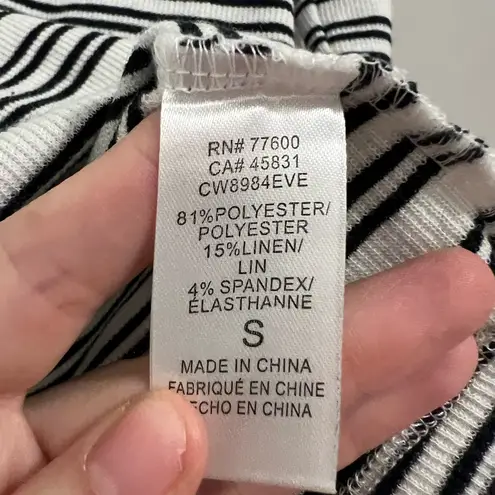 RN# 77600
CA# 45831
CW8984EVE
81%POLYESTER/
POLYESTER
15%LINEN/
LIN
4% SPANDEX/
ÉLASTHANNE
S
MADE IN CHINA
FABRIQUÉ EN CHINE
ECHO EN CHINA